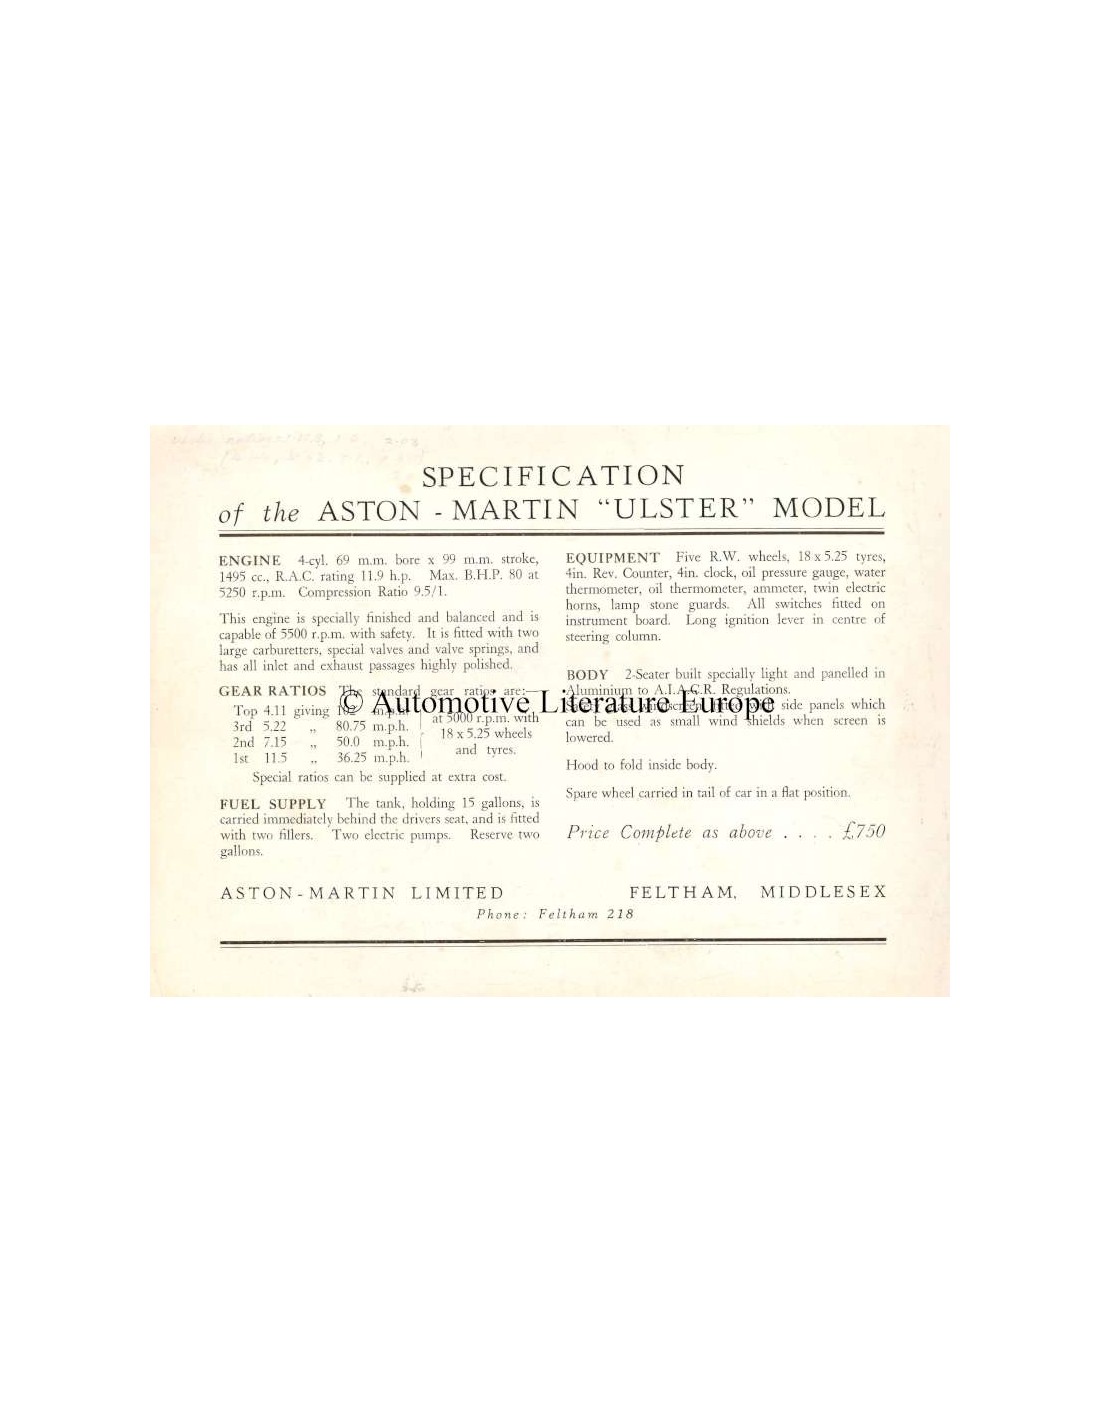 SPECIFICATION
of the ASTON - MARTIN “ULSTER” MODEL
ENGINE 4-cyl. 69 m.m. bore x 99 m.m. stroke,
1495 cc., R.A.C. rating 11.9 h.p. Max. B.H.P. 80 at
5250 r.p.m. Compression Ratio 9.5/1.
This engine is specially finished and balanced and is
capable of 5500 r.p.m. with safety. It is fitted with two
large carburetters, special valves and valve springs, and
has all inlet and exhaust passages highly polished.
GEAR RATIOS The standard gear ratios are:—
Top 4.11 giving 102 m.p.h.
3rd 5.22 „ 80.75 m.p.h.
2nd 7.15 „ 50.0 m.p.h.
1st 11.5 „ 36.25 m.p.h.
at 5000 r.p.m. with
18 x 5.25 wheels
and tyres.
Special ratios can be supplied at extra cost.
FUEL SUPPLY The tank, holding 15 gallons, is
carried immediately behind the drivers seat, and is fitted
with two fillers. Two electric pumps. Reserve two
gallons.
EQUIPMENT Five R.W. wheels, 18 x 5.25 tyres,
4in. Rev. Counter, 4in. clock, oil pressure gauge, water
thermometer, oil thermometer, ammeter, twin electric
horns, lamp stone guards. All switches fitted on
instrument board. Long ignition lever in centre of
steering column.
BODY 2-Seater built specially light and panelled in
Aluminium to A.I.A.C.R. Regulations.
Safety glass windscreen fitted with side panels which
can be used as small wind shields when screen is
lowered.
Hood to fold inside body.
Spare wheel carried in tail of car in a flat position.
Price Complete as above . . . . £750
© Automotive Literature Europe
ASTON-MARTIN LIMITED FELTHAM, MIDDLESEX
Phone: Feltham 218